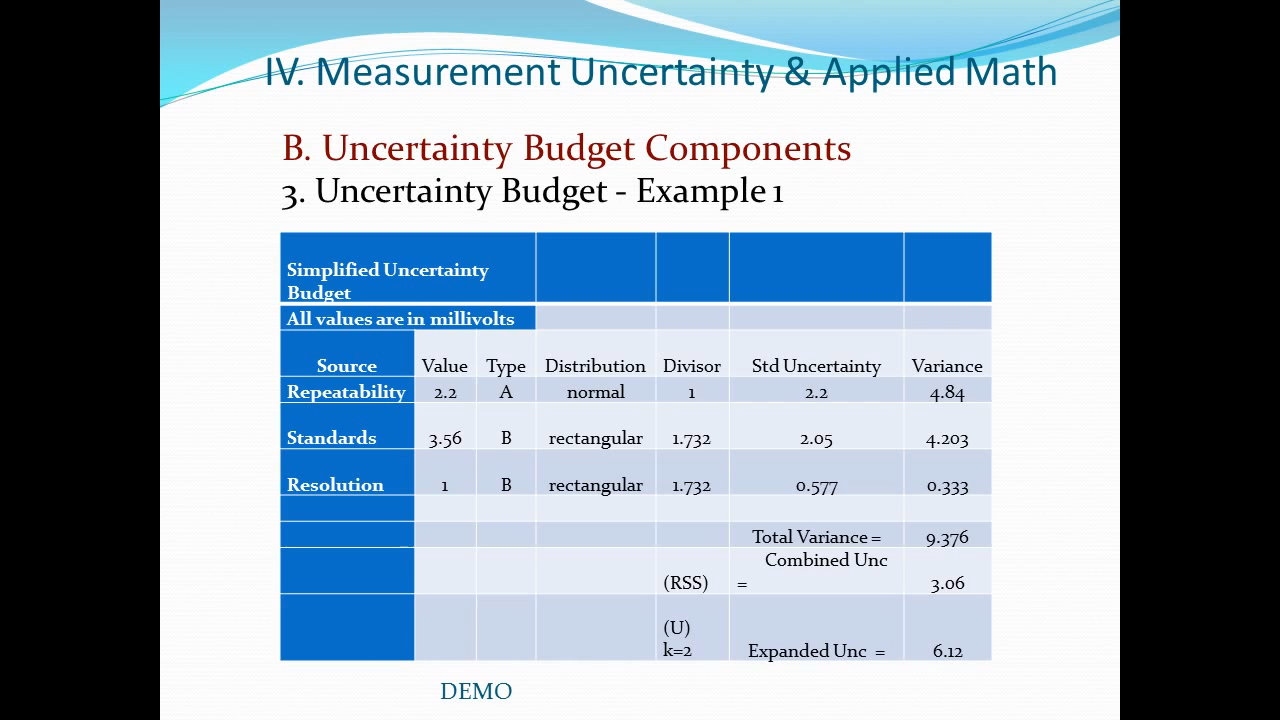 IV. Measurement Uncertainty & Applied Math
B. Uncertainty Budget Components
3. Uncertainty Budget - Example 1
Simplified Uncertainty
Budget
All values are in millivolts
Source Value Type Distribution Divisor Std Uncertainty Variance
Repeatability 2.2 A normal 1 2.2 4.84
Standards 3.56 B rectangular 1.732 2.05 4.203
Resolution 1 B rectangular 1.732 0.577 0.333
Total Variance = 9.376
Combined Unc
(RSS) = 3.06
(U)
k=2 Expanded Unc = 6.12
DEMO